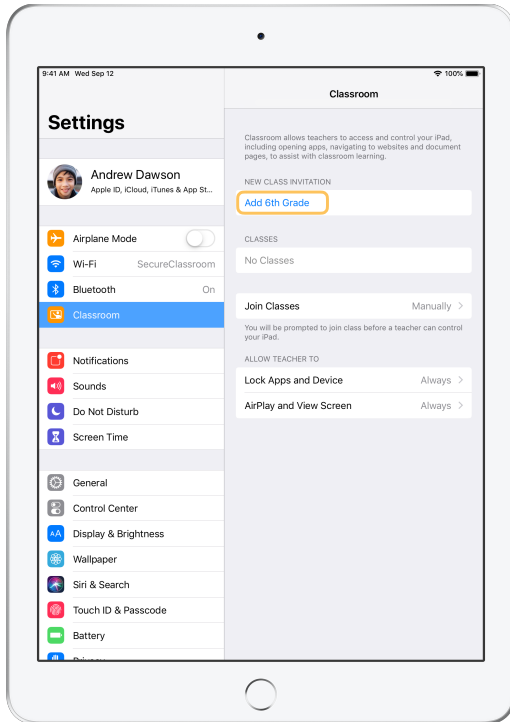 9:41 AM Wed Sep 12
100%
Settings
Andrew Dawson
Apple ID, iCloud, iTunes & App St...
Airplane Mode
Wi-Fi SecureClassroom
Bluetooth On
Classroom
Notifications
Sounds
Do Not Disturb
Screen Time
General
Control Center
AA Display & Brightness
Wallpaper
Siri & Search
Touch ID & Passcode
Battery
Privacy
Classroom
Classroom allows teachers to access and control your iPad,
including opening apps, navigating to websites and document
pages, to assist with classroom learning.
NEW CLASS INVITATION
Add 6th Grade
CLASSES
No Classes
Join Classes Manually
You will be prompted to join class before a teacher can control
your iPad.
ALLOW TEACHER TO
Lock Apps and Device Always
AirPlay and View Screen Always